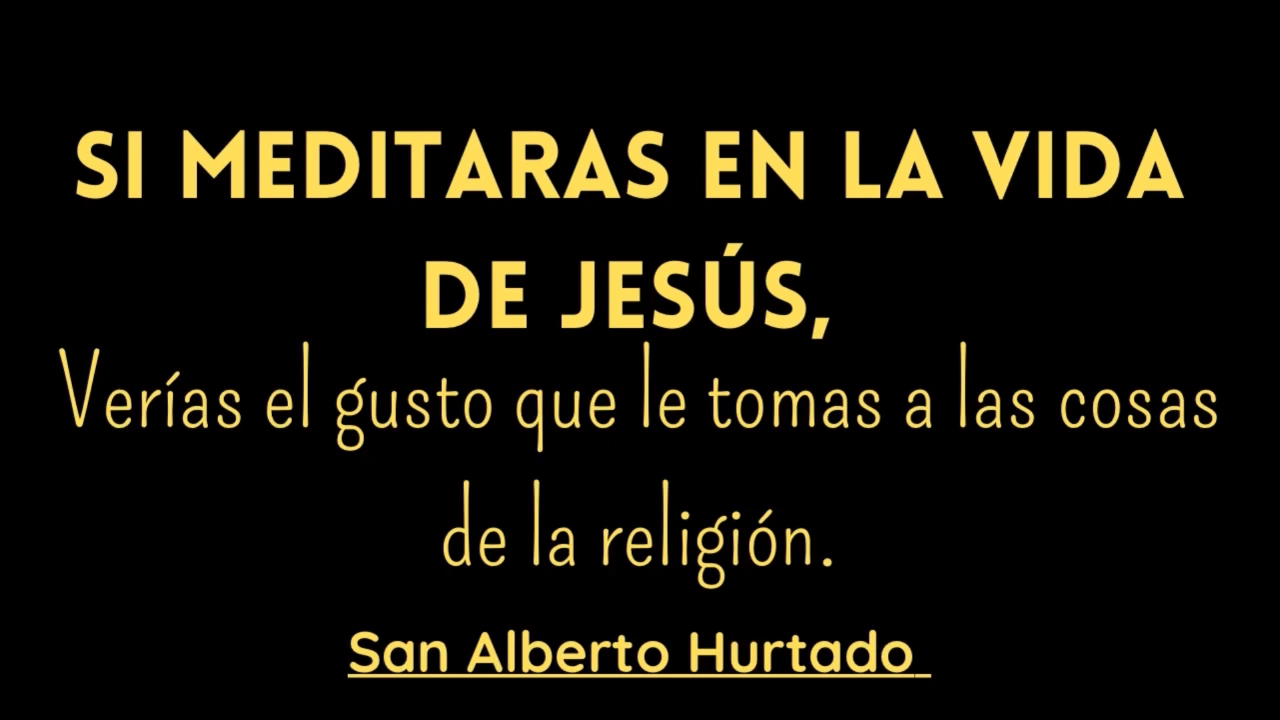 SI MEDITARAS EN LA VIDA
DE JESÚS,
Verías el gusto que le tomas a las cosas
de la religión.
San Alberto Hurtado